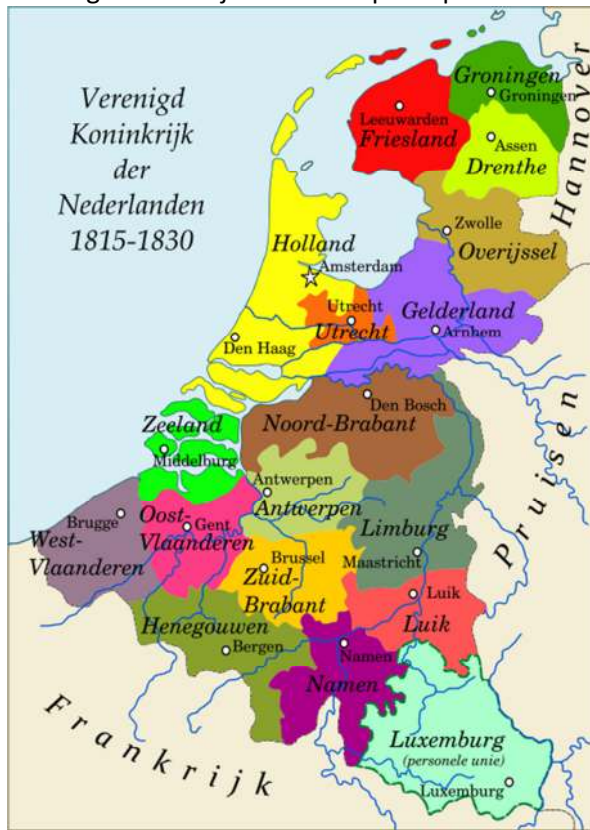 Verenigd
Koninkrijk
der
Nederlanden
1815-1830
Groningen
Groningen
Hannover
Leeuwarden
Friesland
Assen
Drenthe
Zwolle
Overijssel
Holland
Amsterdam
Utrecht
Utrecht
Gelderland
Arnhem
Den Haag
Den Bosch
Noord-Brabant
Pruisen
Zeeland
Middelburg
Antwerpen
Antwerpen
Brugge
West-
Vlaanderen
Oost-
Gent
Vlaanderen
Limburg
Maastricht
Brussel
Zuid-
Brabant
Luik
Luik
Henegouwen
Bergen
Namen
Namen
Frankrijk
Luxemburg
(personele unie)
Luxemburg